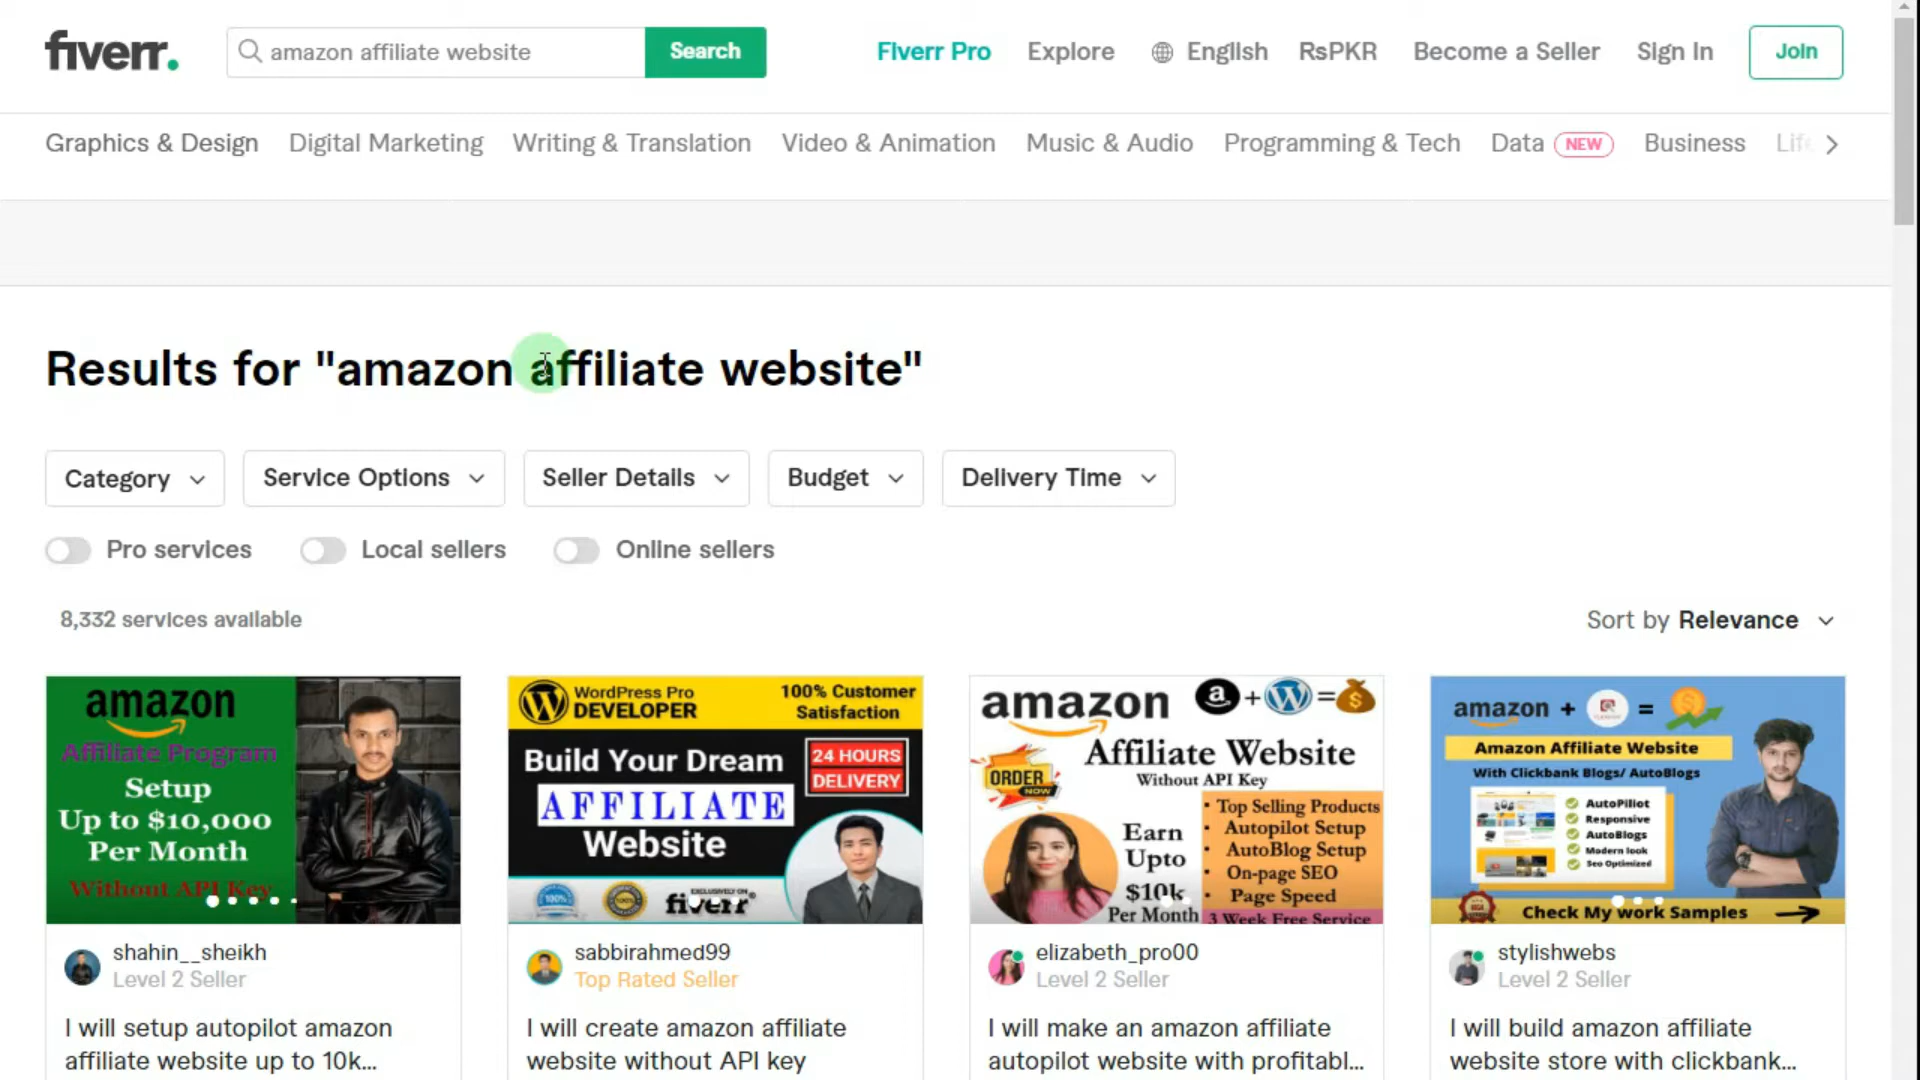 fiverr.
amazon affiliate website
Search
Fiverr Pro
Explore
English
RsPKR
Become a Seller
Sign In
Join
Graphics & Design
Digital Marketing
Writing & Translation
Video & Animation
Music & Audio
Programming & Tech
Data NEW
Business
Results for "amazon affiliate website"
Category
Service Options
Seller Details
Budget
Delivery Time
Pro services
Local sellers
Online sellers
8,332 services available
Sort by Relevance
amazon
Affiliate Program
Setup
Up to $10,000
Per Month
Without API Key
shahin__sheikh
Level 2 Seller
I will setup autopilot amazon
affiliate website up to 10k...
WordPress Pro
DEVELOPER
100% Customer
Satisfaction
Build Your Dream
AFFILIATE
Website
24 HOURS
DELIVERY
100%
EXCLUSIVELY ON
fiverr
sabbirahmed99
Top Rated Seller
I will create amazon affiliate
website without API key
amazon
a + W =
Affiliate Website
Without API Key
ORDER
NOW
Earn
Upto
$10k
Per Month
• Top Selling Products
• Autopilot Setup
• AutoBlog Setup
• On-page SEO
• Page Speed
3 Week Free Service
elizabeth_pro00
Level 2 Seller
I will make an amazon affiliate
autopilot website with profitabl...
amazon + =
Amazon Affiliate Website
With Clickbank Blogs/ AutoBlogs
AutoPiliot
Responsive
AutoBlogs
Modern look
Seo Optimized
Check My work Samples
stylishwebs
Level 2 Seller
I will build amazon affiliate
website store with clickbank...